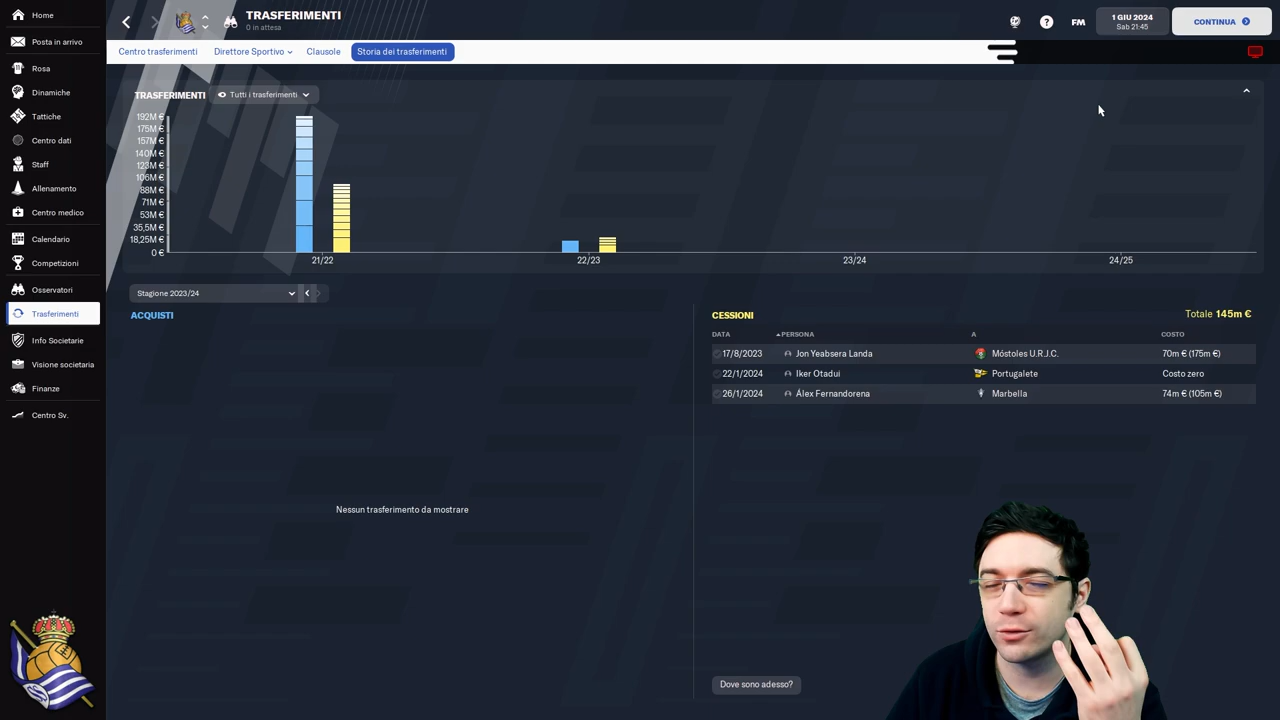 Home
Posta in arrivo
Rosa
Dinamiche
Tattiche
Centro dati
Staff
Allenamento
Centro medico
Calendario
Competizioni
Osservatori
Trasferimenti
Info Societarie
Visione societaria
Finanze
Centro Sv.
TRASFERIMENTI
0 in attesa
FM
1 GIU 2024
Sab 21:45
CONTINUA
Centro trasferimenti
Direttore Sportivo
Clausole
Storia dei trasferimenti
TRASFERIMENTI
Tutti i trasferimenti
192M €
175M €
157M €
140M €
123M €
106M €
88M €
71M €
53M €
35,5M €
18,25M €
0 €
21/22
22/23
23/24
24/25
Stagione 2023/24
ACQUISTI
Nessun trasferimento da mostrare
CESSIONI
Totale 145m €
DATA PERSONA A COSTO
17/8/2023 Jon Yeabsera Landa Móstoles U.R.J.C. 70m € (175m €)
22/1/2024 Iker Otadui Portugalete Costo zero
26/1/2024 Álex Fernandorena Marbella 74m € (105m €)
Dove sono adesso?